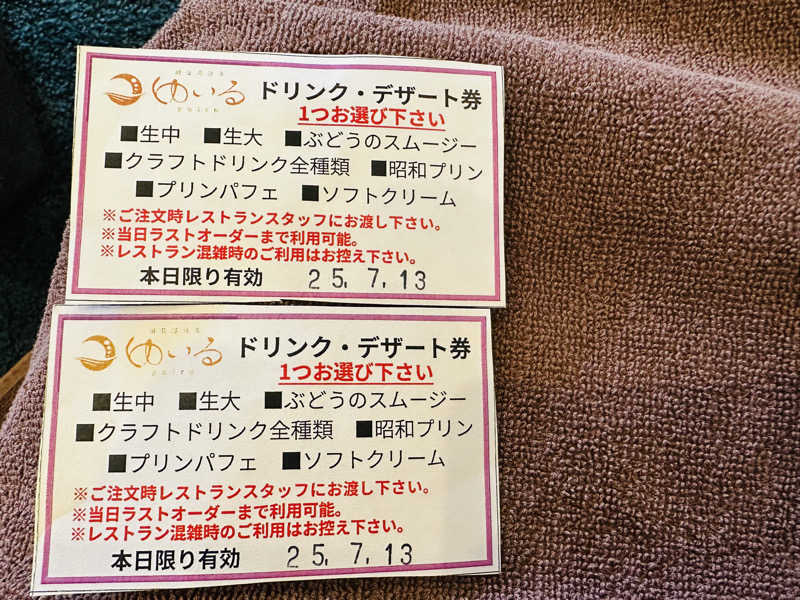 ゆいる ドリンク・デザート券
1つお選び下さい
■生中 ■生大 ■ぶどうのスムージー
■クラフトドリンク全種類 ■昭和プリン
■プリンパフェ ■ソフトクリーム
※ご注文時レストランスタッフにお渡し下さい。
※当日ラストオーダーまで利用可能。
※レストラン混雑時のご利用はお控え下さい。
本日限り有効 25.7.13
ゆいる ドリンク・デザート券
1つお選び下さい
■生中 ■生大 ■ぶどうのスムージー
■クラフトドリンク全種類 ■昭和プリン
■プリンパフェ ■ソフトクリーム
※ご注文時レストランスタッフにお渡し下さい。
※当日ラストオーダーまで利用可能。
※レストラン混雑時のご利用はお控え下さい。
本日限り有効 25.7.13